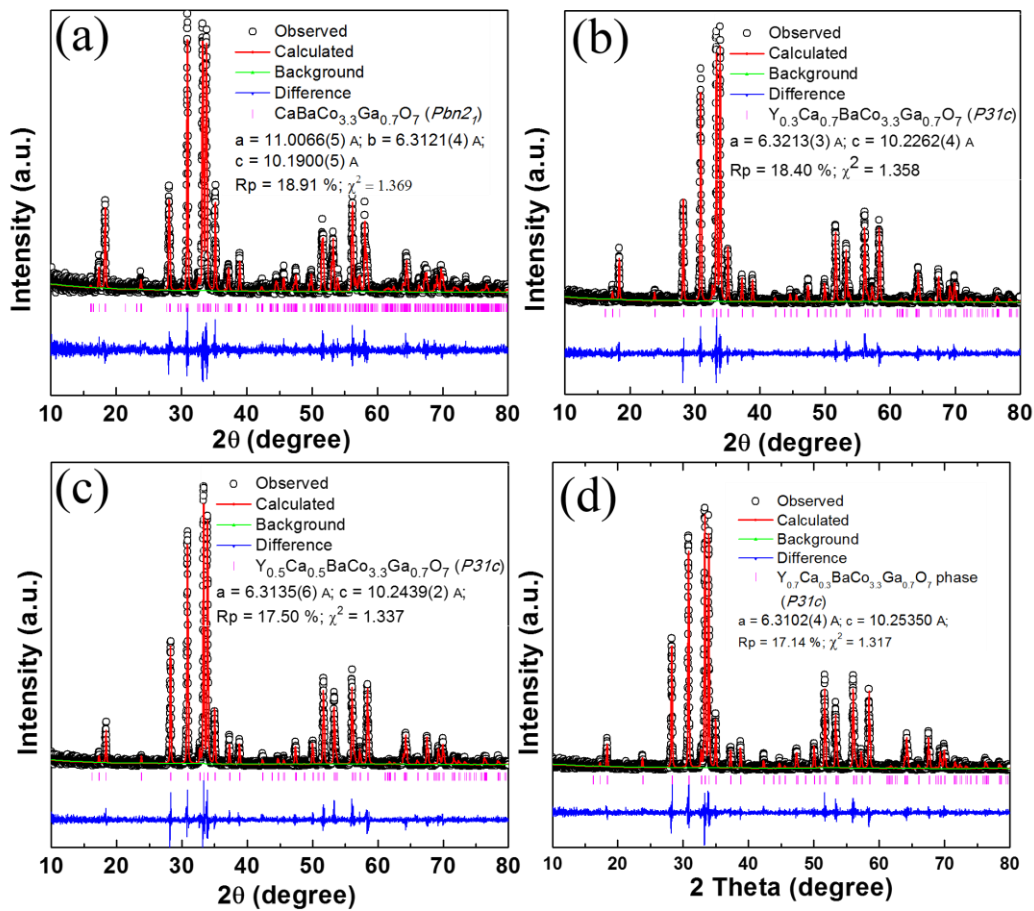 (a)
Observed
Calculated
Background
Difference
CaBaCo3.3Ga0.7O7 (Pbn21)
a = 11.0066(5) A; b = 6.3121(4) A;
c = 10.1900(5) A
Rp = 18.91 %; χ2 = 1.369
Intensity (a.u.)
10 20 30 40 50 60 70 80
2θ (degree)
(b)
Observed
Calculated
Background
Difference
Y0.3Ca0.7BaCo3.3Ga0.7O7 (P31c)
a = 6.3213(3) A; c = 10.2262(4) A;
Rp = 18.40 %; χ2 = 1.358
Intensity (a.u.)
10 20 30 40 50 60 70 80
2θ (degree)
(c)
Observed
Calculated
Background
Difference
Y0.5Ca0.5BaCo3.3Ga0.7O7 (P31c)
a = 6.3135(6) A; c = 10.2439(2) A;
Rp = 17.50 %; χ2 = 1.337
Intensity (a.u.)
10 20 30 40 50 60 70 80
2θ (degree)
(d)
Observed
Calculated
Background
Difference
Y0.7Ca0.3BaCo3.3Ga0.7O7 phase
(P31c)
a = 6.3102(4) A; c = 10.25350 A;
Rp = 17.14 %; χ2 = 1.317
Intensity (a.u.)
10 20 30 40 50 60 70 80
2 Theta (degree)